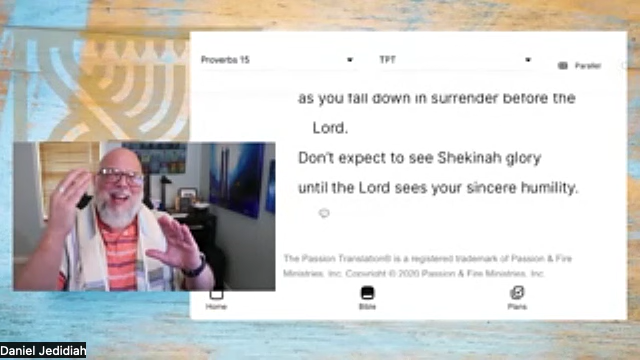 Proverbs 15
TPT
Parallel
as you fall down in surrender before the
Lord.
Don't expect to see Shekinah glory
until the Lord sees your sincere humility.
The Passion Translation® is a registered trademark of Passion & Fire
Ministries, Inc. Copyright © 2020 Passion & Fire Ministries, Inc.
Home
Bible
Plans
Daniel Jedidiah